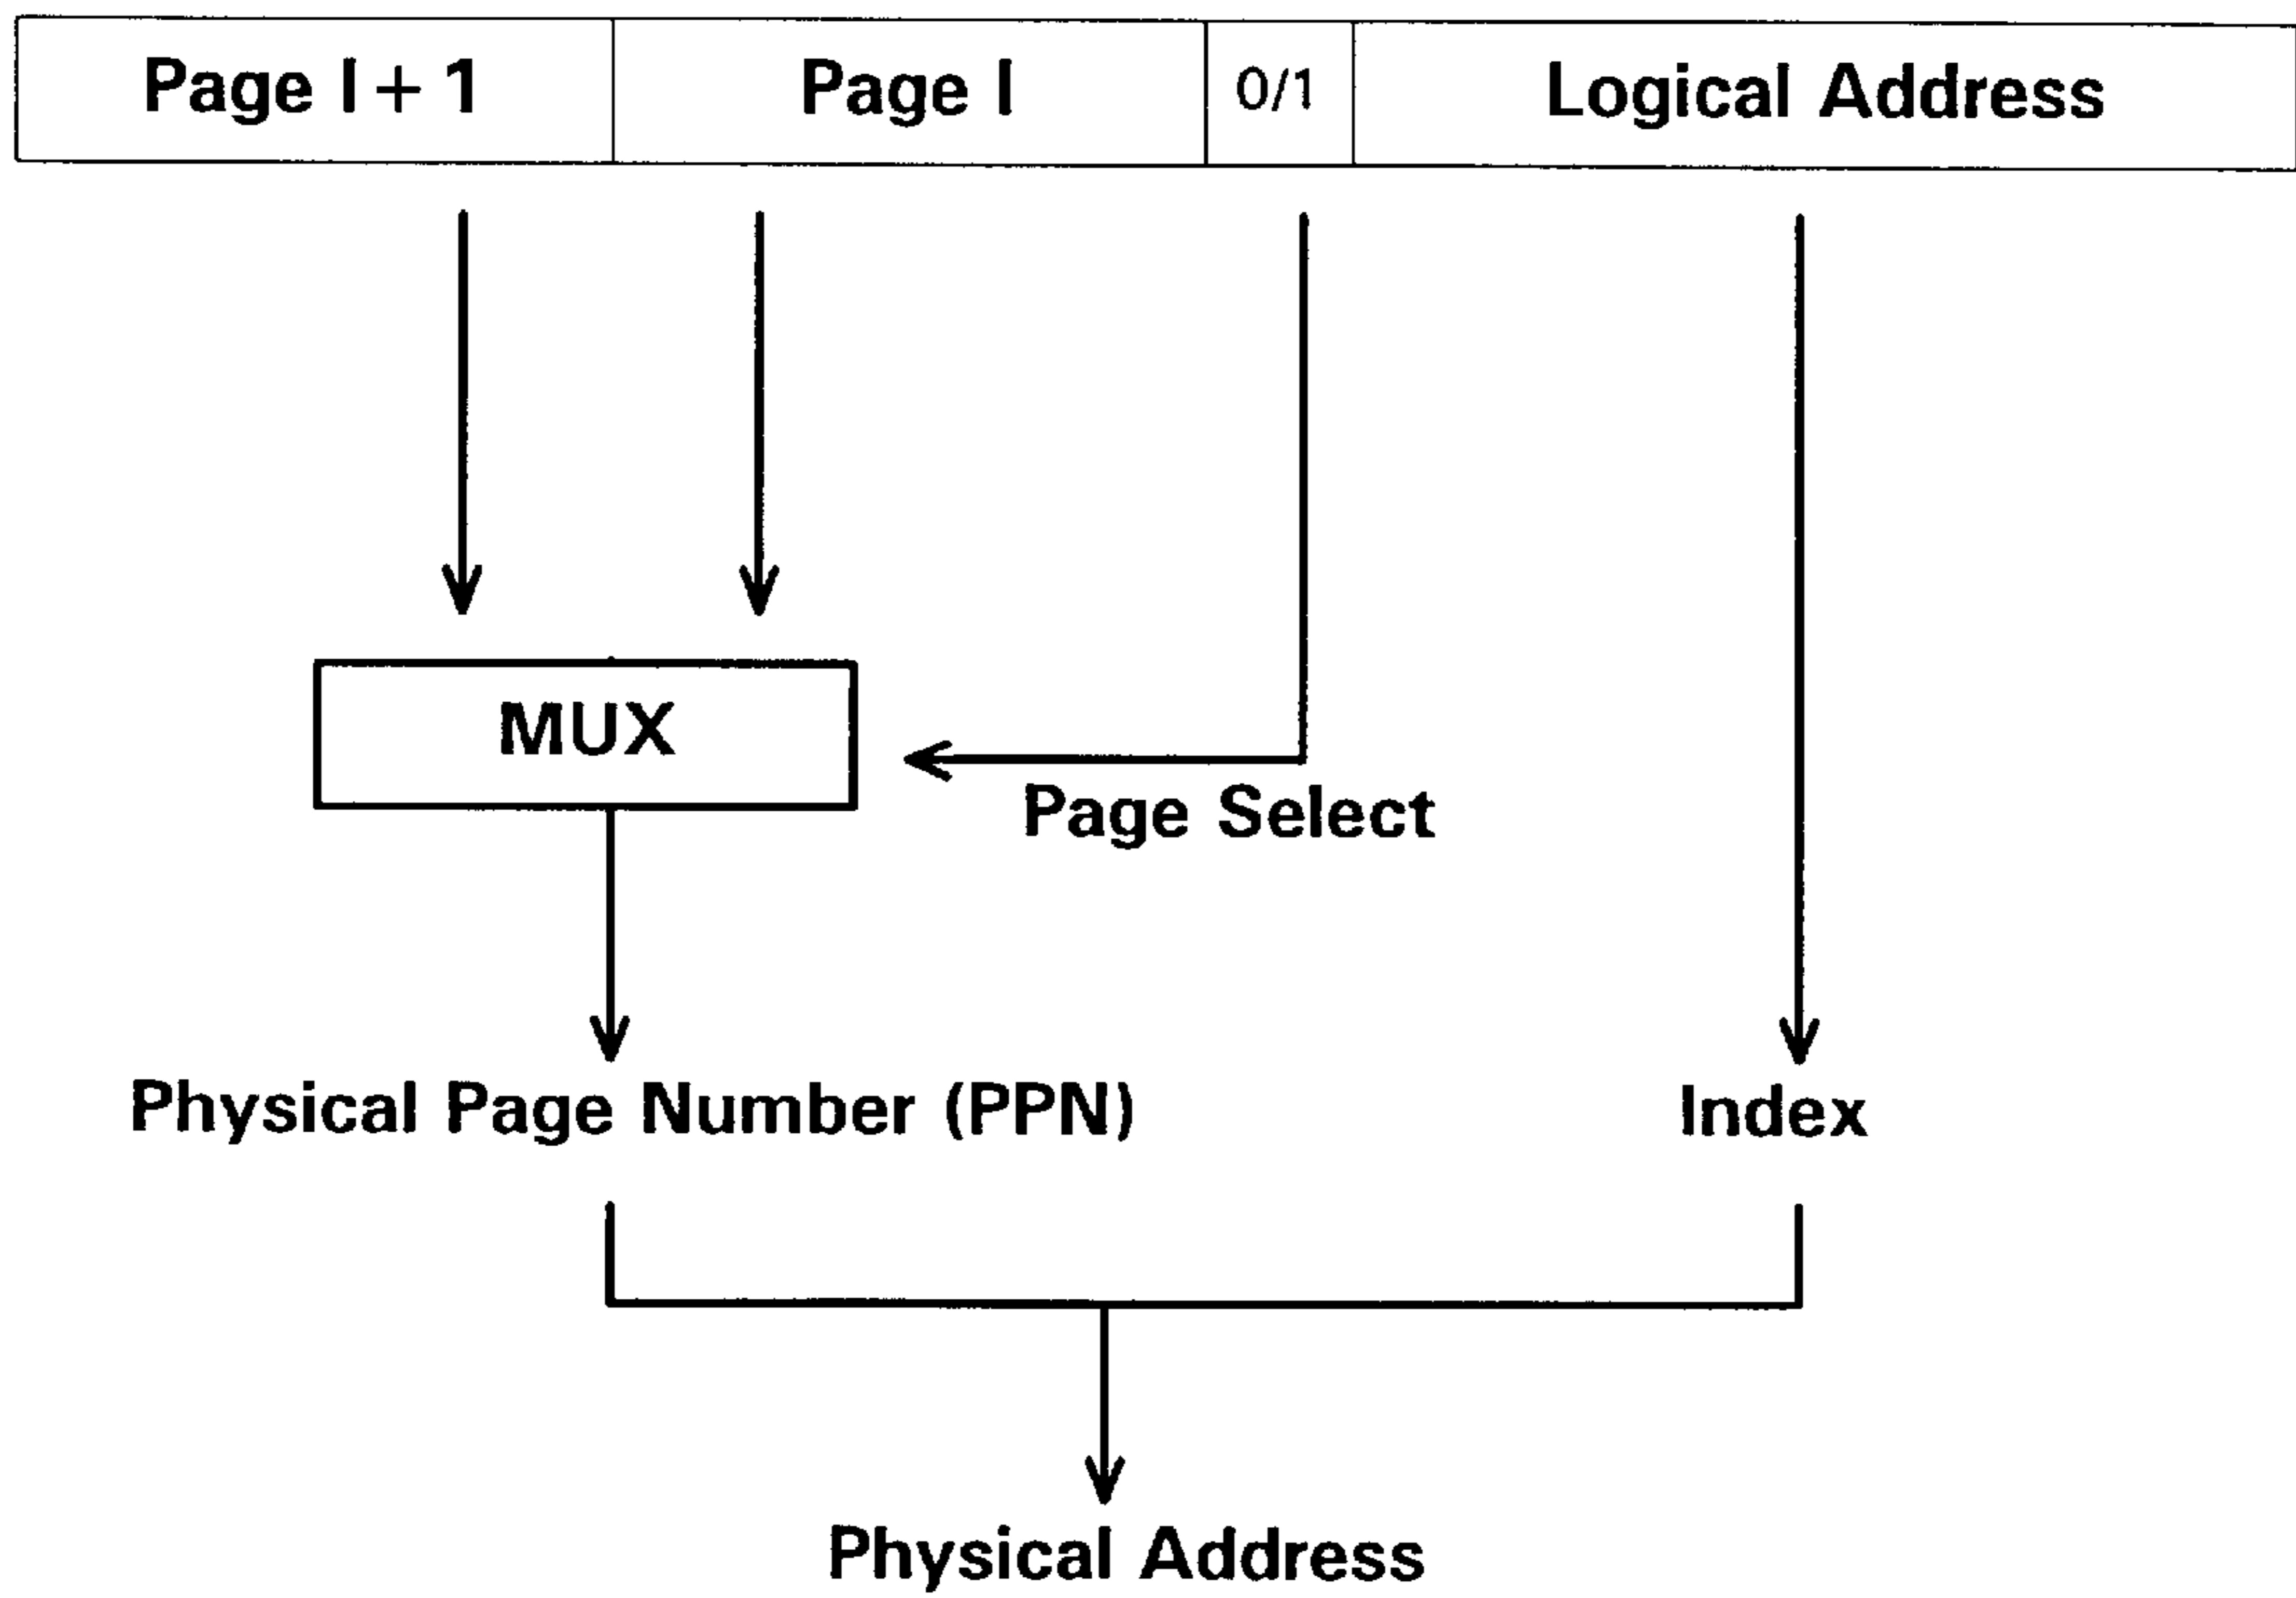 Page I + 1 Page I 0/1 Logical Address
MUX
Page Select
Physical Page Number (PPN) Index
Physical Address